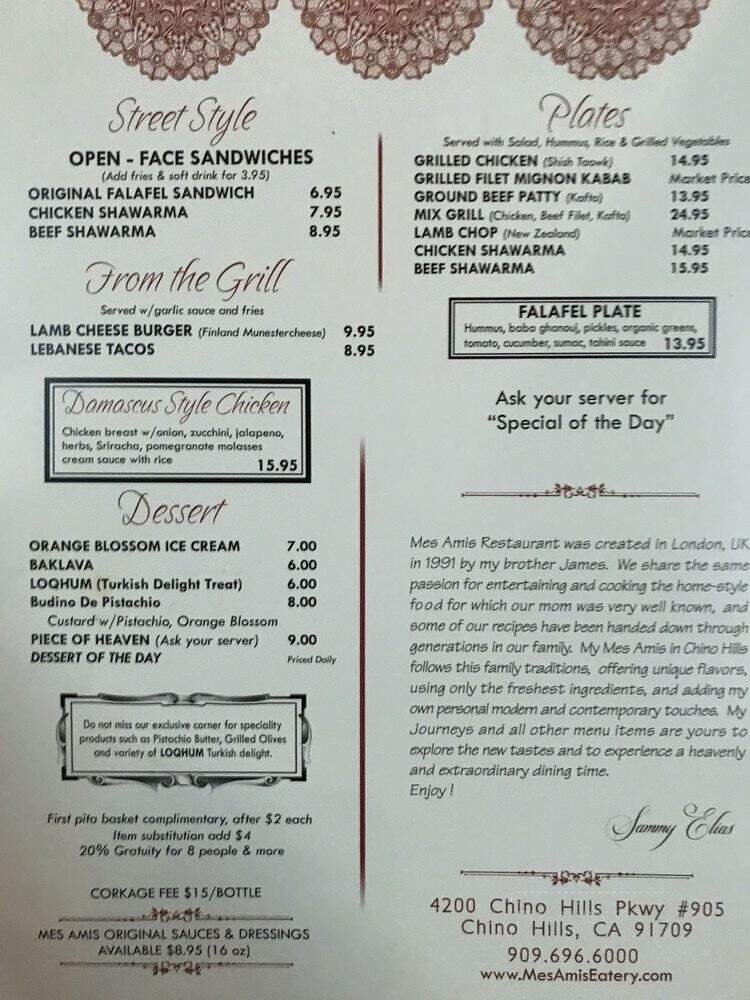 Street Style
OPEN - FACE SANDWICHES
(Add fries & soft drink for 3.95)
ORIGINAL FALAFEL SANDWICH 6.95
CHICKEN SHAWARMA 7.95
BEEF SHAWARMA 8.95
From the Grill
Served w/garlic sauce and fries
LAMB CHEESE BURGER (Finland Munestercheese) 9.95
LEBANESE TACOS 8.95
Damascus Style Chicken
Chicken breast w/onion, zucchini, jalapeno,
herbs, Sriracha, pomegranate molasses
cream sauce with rice 15.95
Dessert
ORANGE BLOSSOM ICE CREAM 7.00
BAKLAVA 6.00
LOQHUM (Turkish Delight Treat) 6.00
Budino De Pistachio 8.00
Custard w/Pistachio, Orange Blossom
PIECE OF HEAVEN (Ask your server) 9.00
DESSERT OF THE DAY Priced Daily
Do not miss our exclusive corner for speciality
products such as Pistachio Butter, Grilled Olives
and variety of LOQHUM Turkish delight.
First pita basket complimentary, after $2 each
Item substitution add $4
20% Gratuity for 8 people & more
CORKAGE FEE $15/BOTTLE
MES AMIS ORIGINAL SAUCES & DRESSINGS
AVAILABLE $8.95 (16 oz)
Plates
Served with Salad, Hummus, Rice & Grilled Vegetables
GRILLED CHICKEN (Shish Taowk) 14.95
GRILLED FILET MIGNON KABAB Market Price
GROUND BEEF PATTY (Kafta) 13.95
MIX GRILL (Chicken, Beef Filet, Kafta) 24.95
LAMB CHOP (New Zealand) Market Price
CHICKEN SHAWARMA 14.95
BEEF SHAWARMA 15.95
FALAFEL PLATE
Hummus, baba ghanouj, pickles, organic greens,
tomato, cucumber, sumac, tahini sauce 13.95
Ask your server for
"Special of the Day"
Mes Amis Restaurant was created in London, UK
in 1991 by my brother James. We share the same
passion for entertaining and cooking the home-style
food for which our mom was very well known, and
some of our recipes have been handed down through
generations in our family. My Mes Amis in Chino Hills
follows this family traditions, offering unique flavors,
using only the freshest ingredients, and adding my
own personal modern and contemporary touches. My
Journeys and all other menu items are yours to
explore the new tastes and to experience a heavenly
and extraordinary dining time.
Enjoy !
Sammy Elias
4200 Chino Hills Pkwy #905
Chino Hills, CA 91709
909.696.6000
www.MesAmisEatery.com